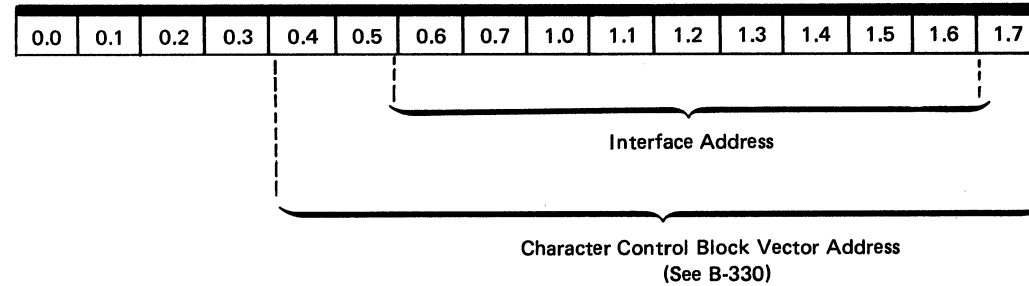 0.0 0.1 0.2 0.3 0.4 0.5 0.6 0.7 1.0 1.1 1.2 1.3 1.4 1.5 1.6 1.7
Interface Address
Character Control Block Vector Address
(See B-330)